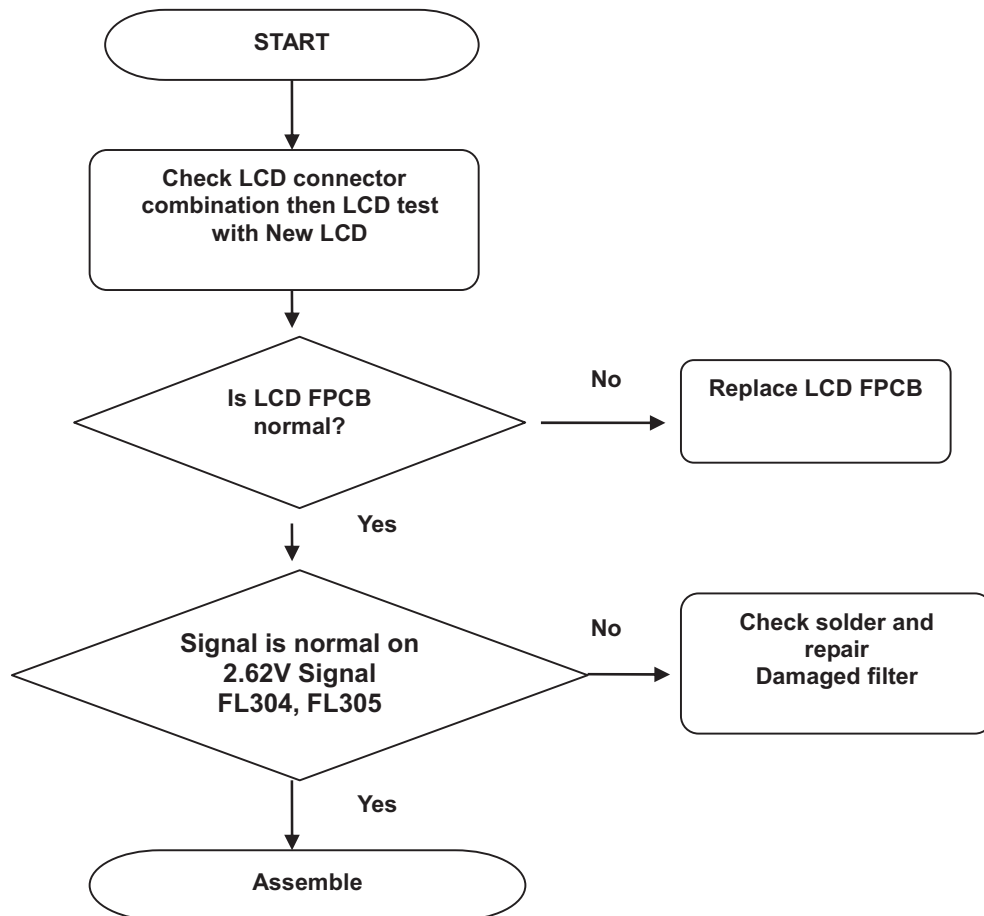 START
Check LCD connector
combination then LCD test
with New LCD
Is LCD FPCB
normal?
No
Replace LCD FPCB
Yes
Signal is normal on
2.62V Signal
FL304, FL305
No
Check solder and
repair
Damaged filter
Yes
Assemble